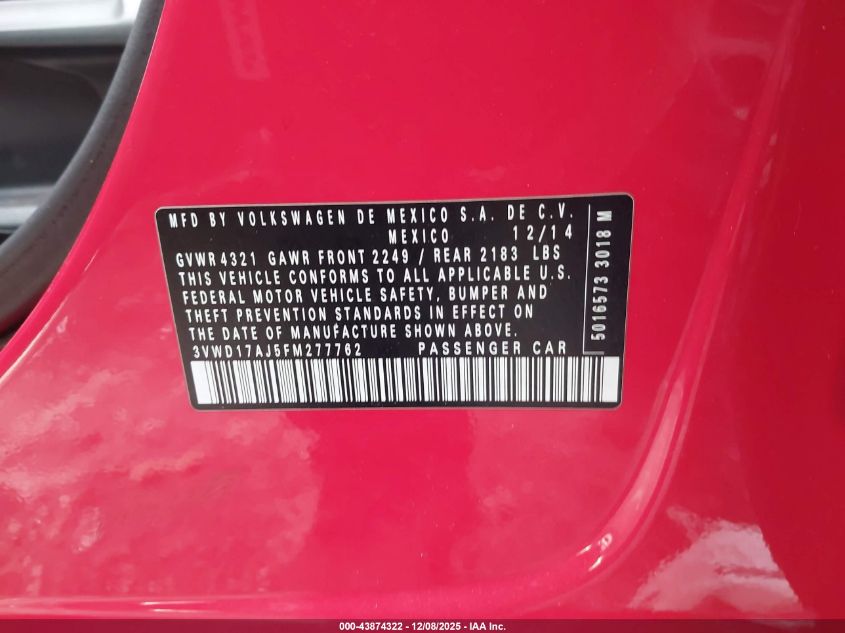 MFD BY VOLKSWAGEN DE MEXICO S.A. DE C.V.
MEXICO 12/14
GVWR 4321 GAWR FRONT 2249 / REAR 2183 LBS
THIS VEHICLE CONFORMS TO ALL APPLICABLE U.S.
FEDERAL MOTOR VEHICLE SAFETY, BUMPER AND
THEFT PREVENTION STANDARDS IN EFFECT ON
THE DATE OF MANUFACTURE SHOWN ABOVE.
3VWD17AJ5FM277762 PASSENGER CAR
5016573 3018 M
000-43874322 - 12/08/2025 - IAA Inc.